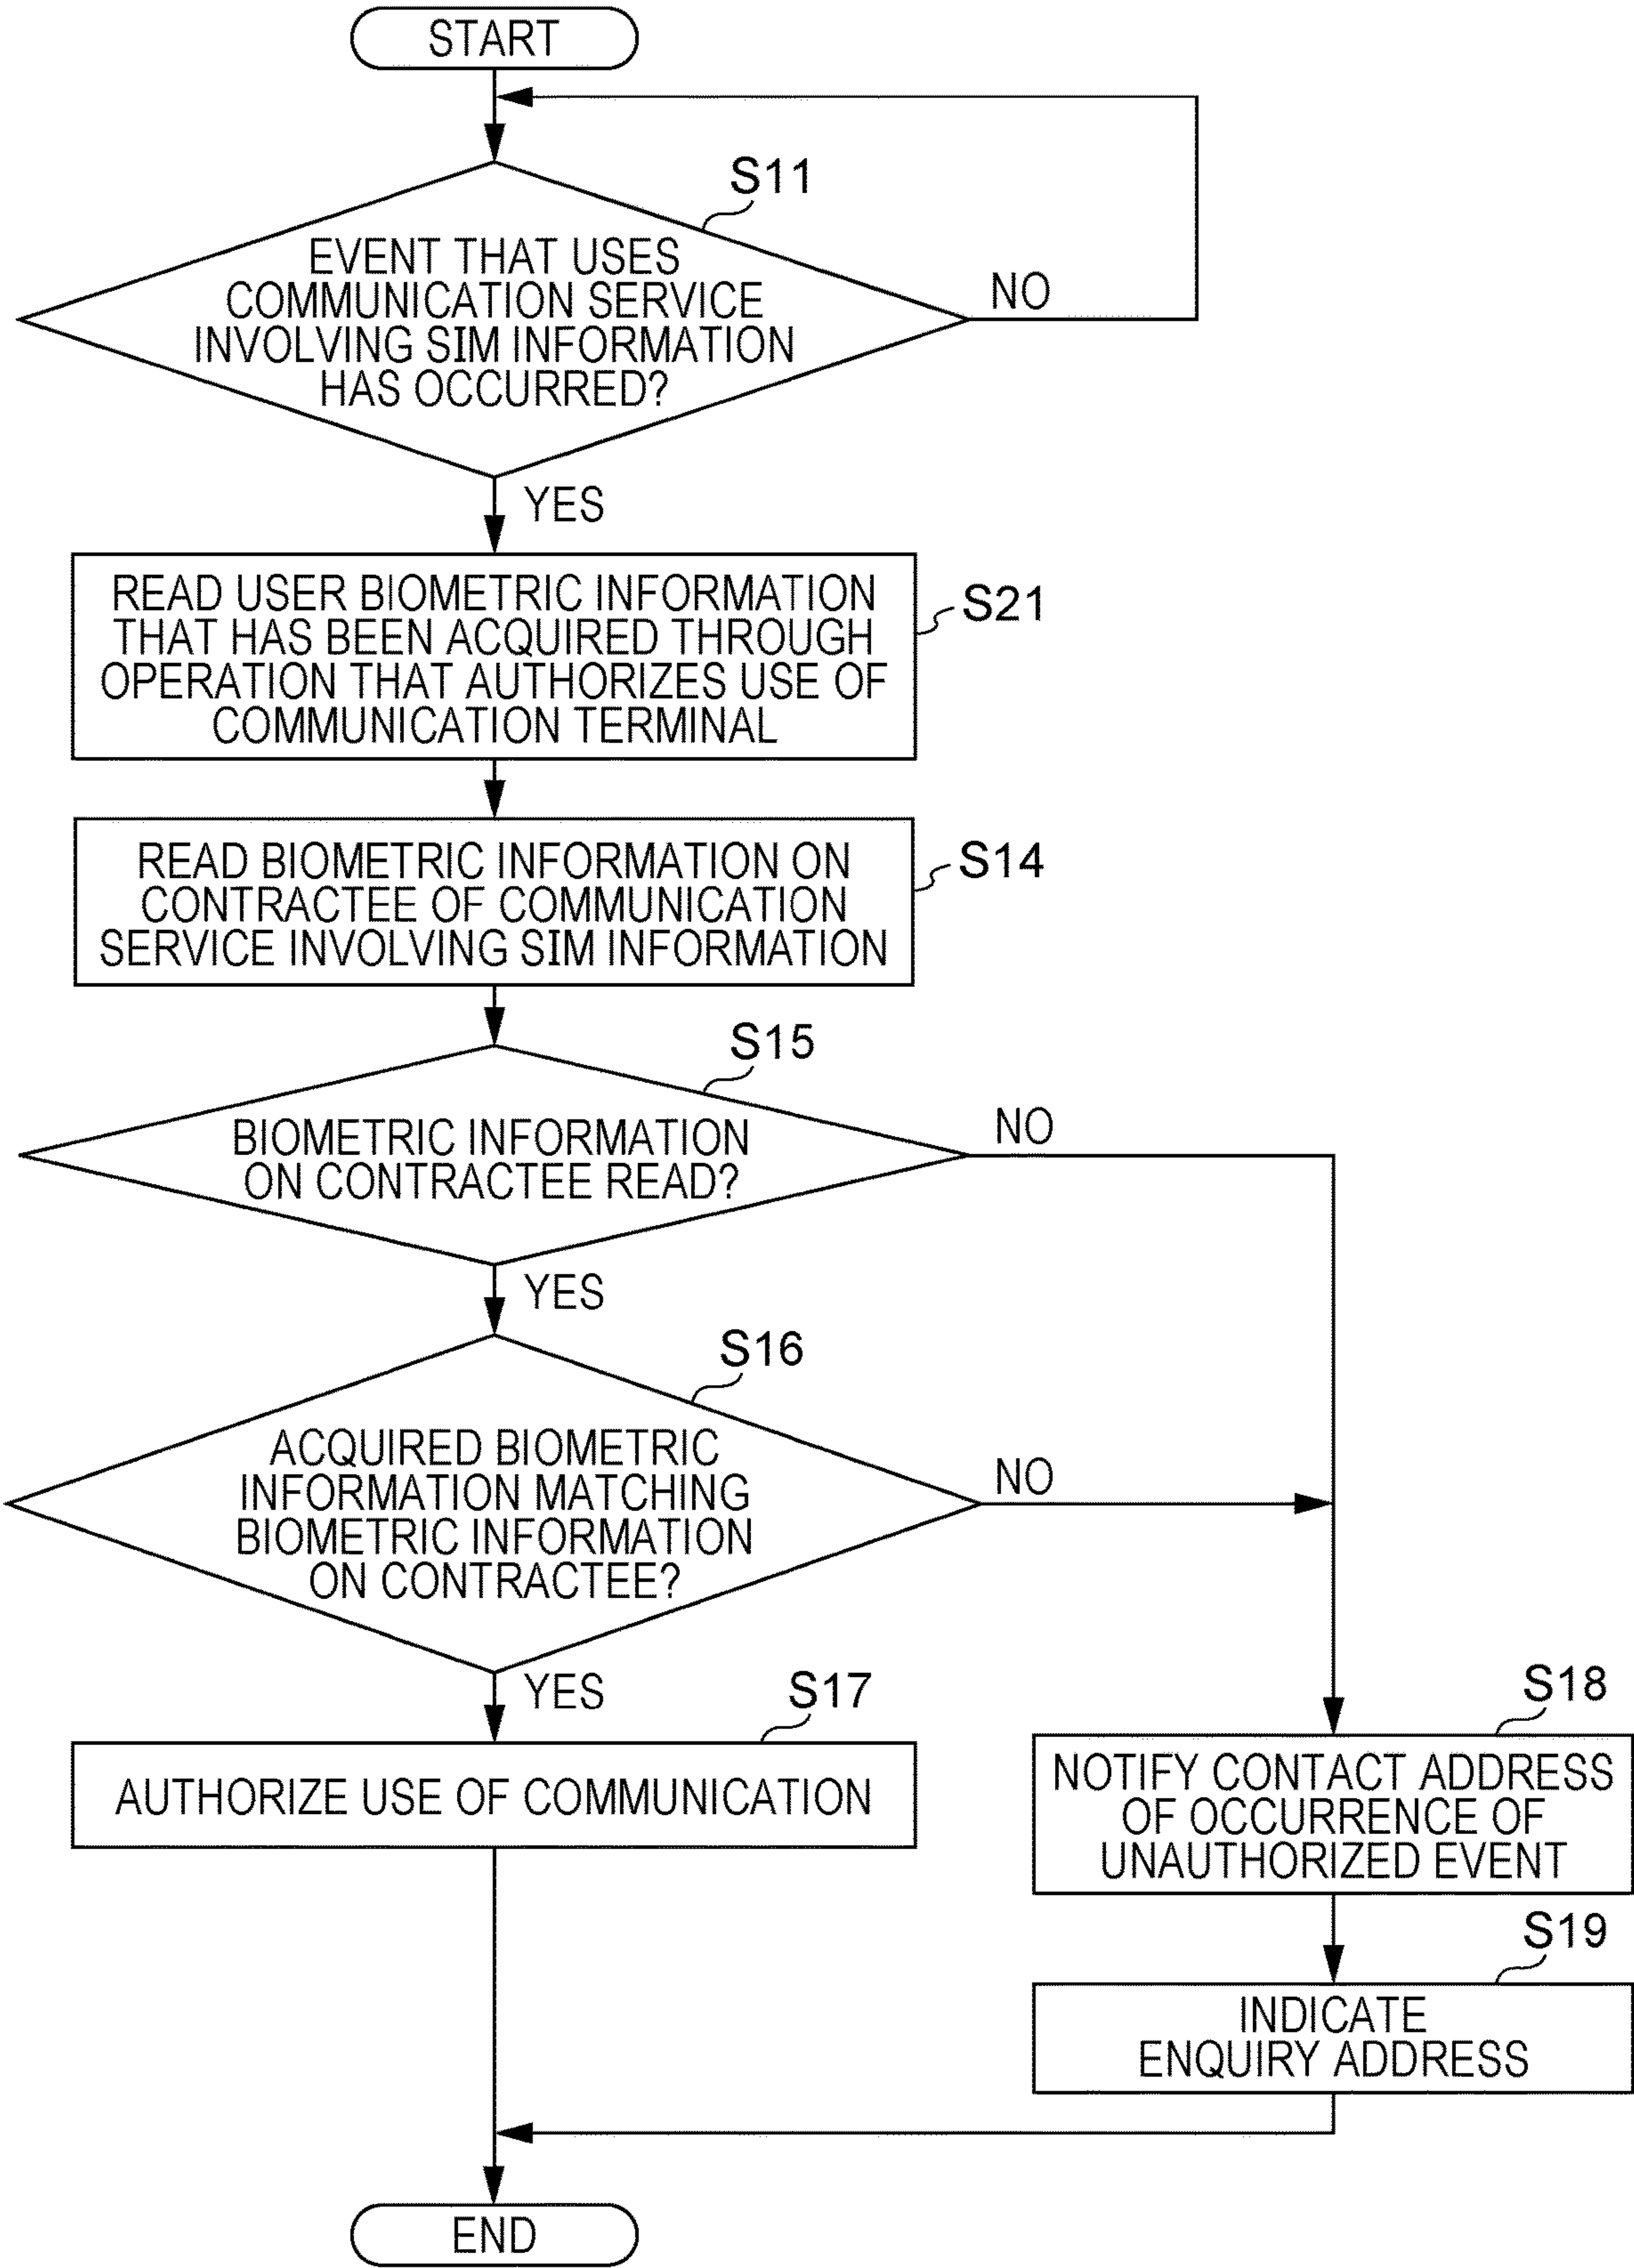 START
S11
EVENT THAT USES
COMMUNICATION SERVICE
INVOLVING SIM INFORMATION
HAS OCCURRED?
NO
YES
READ USER BIOMETRIC INFORMATION
THAT HAS BEEN ACQUIRED THROUGH
OPERATION THAT AUTHORIZES USE OF
COMMUNICATION TERMINAL
S21
READ BIOMETRIC INFORMATION ON
CONTRACTEE OF COMMUNICATION
SERVICE INVOLVING SIM INFORMATION
S14
S15
BIOMETRIC INFORMATION
ON CONTRACTEE READ?
NO
YES
S16
ACQUIRED BIOMETRIC
INFORMATION MATCHING
BIOMETRIC INFORMATION
ON CONTRACTEE?
NO
YES
S17
AUTHORIZE USE OF COMMUNICATION
S18
NOTIFY CONTACT ADDRESS
OF OCCURRENCE OF
UNAUTHORIZED EVENT
S19
INDICATE
ENQUIRY ADDRESS
END